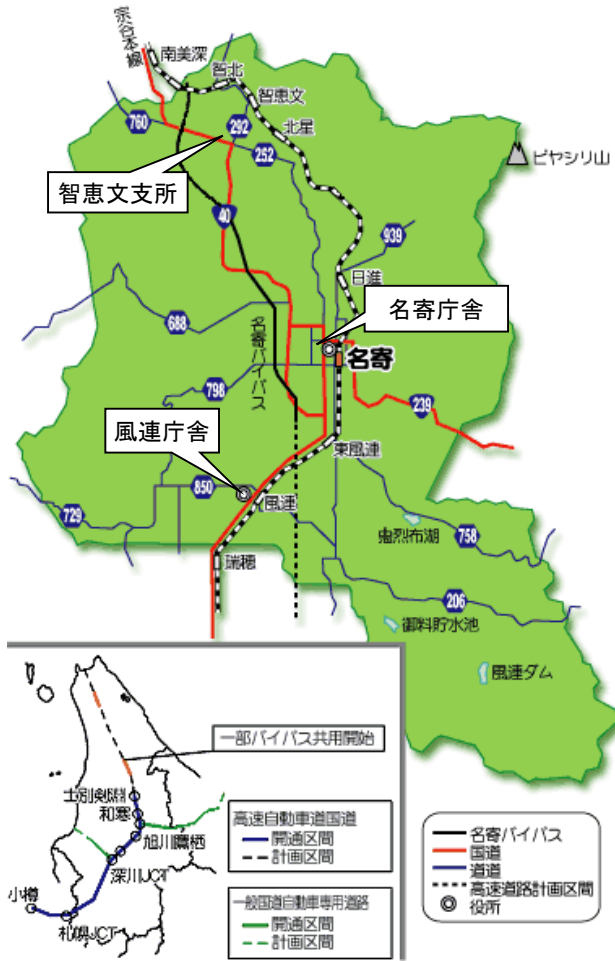 宗谷本線
南美深
智北
智恵文
北星
760
292
252
ピヤシリ山
智恵文支所
40
939
日進
名寄庁舎
688
名寄バイパス
名寄
798
239
風連庁舎
東風連
850
風連
729
忠烈布湖
758
瑞穂
206
御料貯水池
風連ダム
一部バイパス共用開始
士別剣淵
和寒
旭川鷹栖
深川JCT
小樽
札幌JCT
高速自動車道国道
開通区間
計画区間
一般国道自動車専用道路
開通区間
計画区間
名寄バイパス
国道
道道
高速道路計画区間
役所